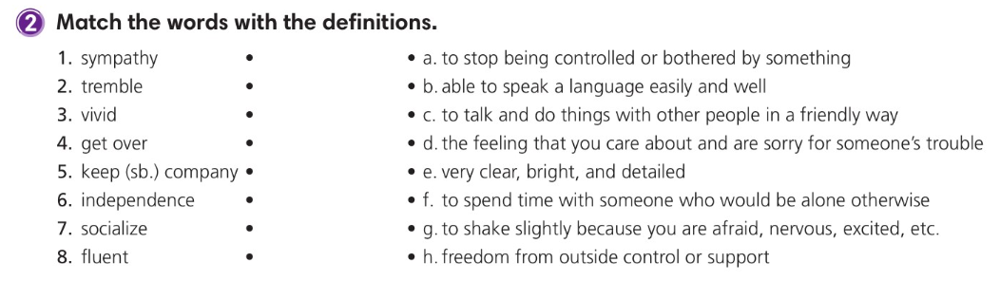 2 Match the words with the definitions.
1. sympathy • • a. to stop being controlled or bothered by something
2. tremble • • b. able to speak a language easily and well
3. vivid • • c. to talk and do things with other people in a friendly way
4. get over • • d. the feeling that you care about and are sorry for someone's trouble
5. keep (sb.) company • • e. very clear, bright, and detailed
6. independence • • f. to spend time with someone who would be alone otherwise
7. socialize • • g. to shake slightly because you are afraid, nervous, excited, etc.
8. fluent • • h. freedom from outside control or support